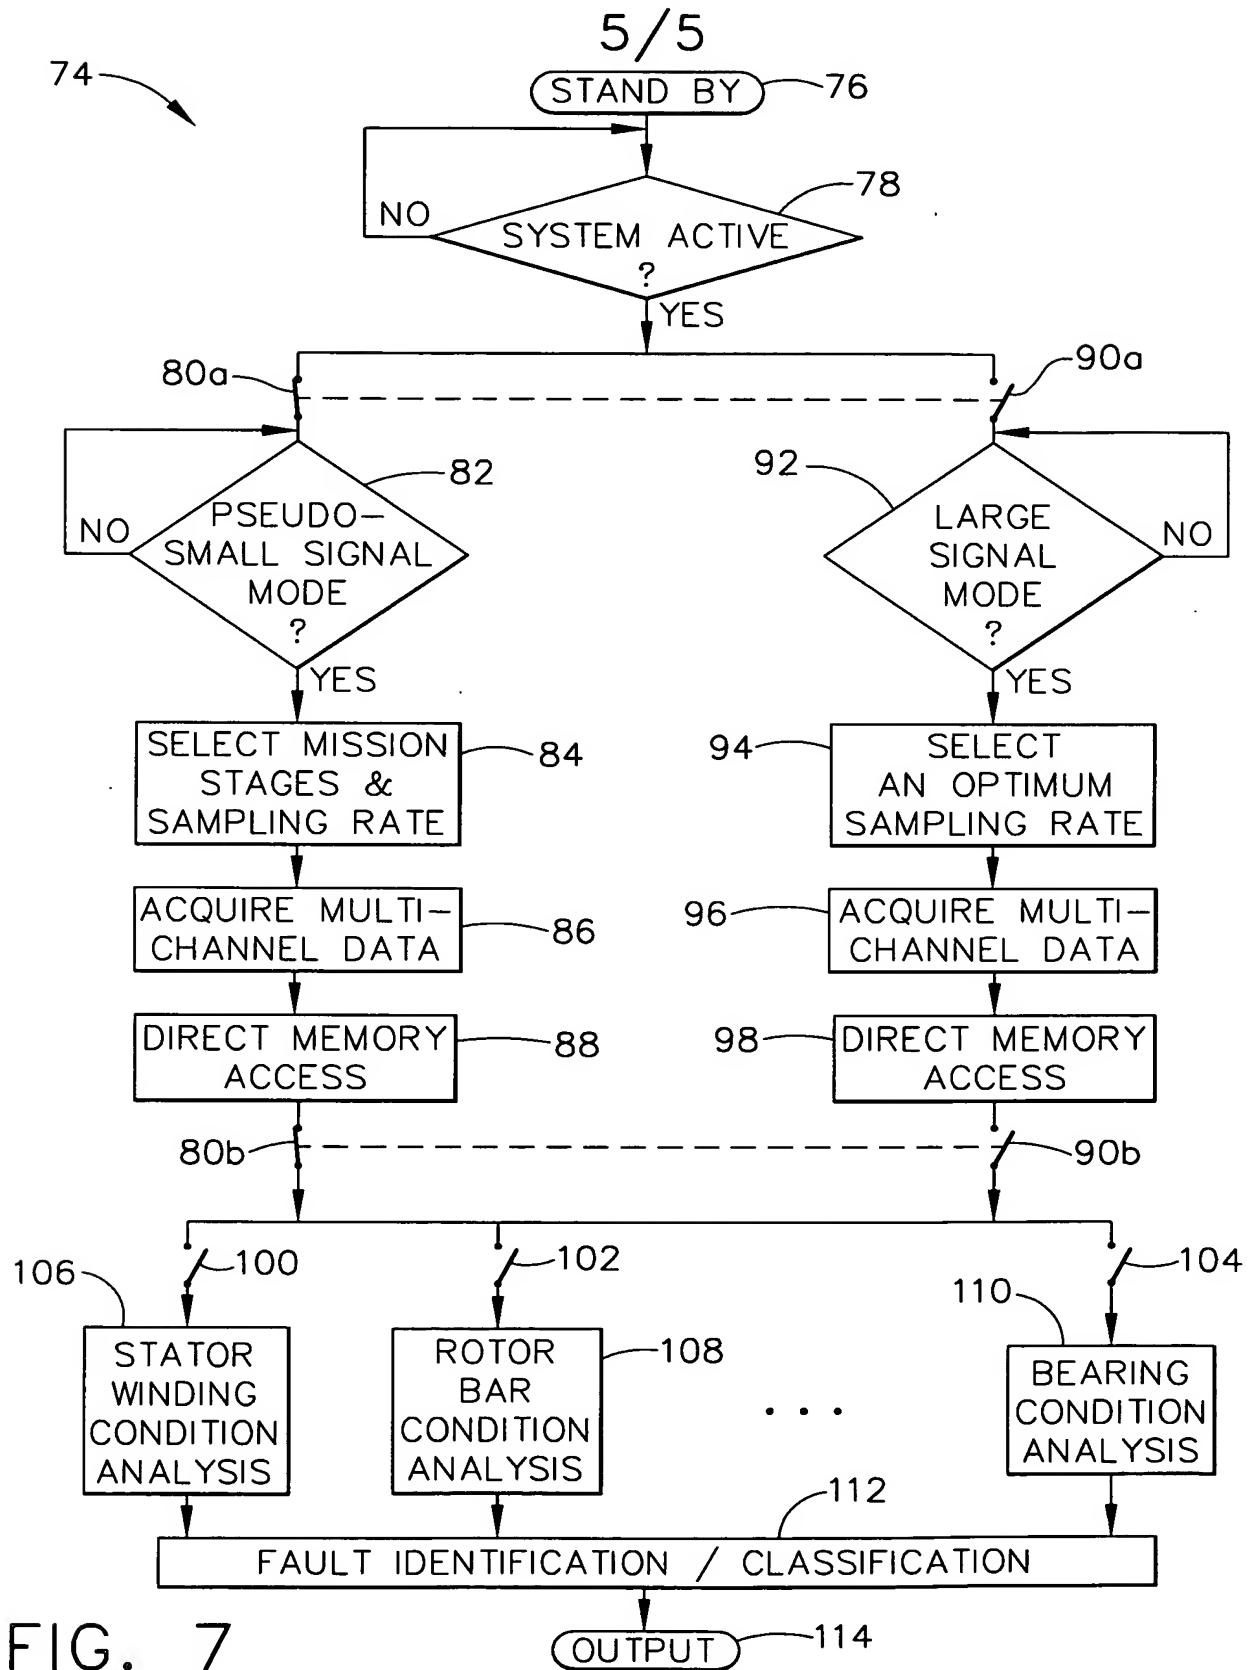 5/5
74
STAND BY
76
78
NO
SYSTEM ACTIVE
?
YES
80a
90a
82
92
NO
PSEUDO-
SMALL SIGNAL
MODE
?
LARGE
SIGNAL
MODE
?
NO
YES
YES
SELECT MISSION
STAGES &
SAMPLING RATE
84
94
SELECT
AN OPTIMUM
SAMPLING RATE
ACQUIRE MULTI-
CHANNEL DATA
86
96
ACQUIRE MULTI-
CHANNEL DATA
DIRECT MEMORY
ACCESS
88
98
DIRECT MEMORY
ACCESS
80b
90b
100
102
104
106
STATOR
WINDING
CONDITION
ANALYSIS
ROTOR
BAR
CONDITION
ANALYSIS
108
. . .
110
BEARING
CONDITION
ANALYSIS
112
FAULT IDENTIFICATION / CLASSIFICATION
OUTPUT
114
FIG. 7